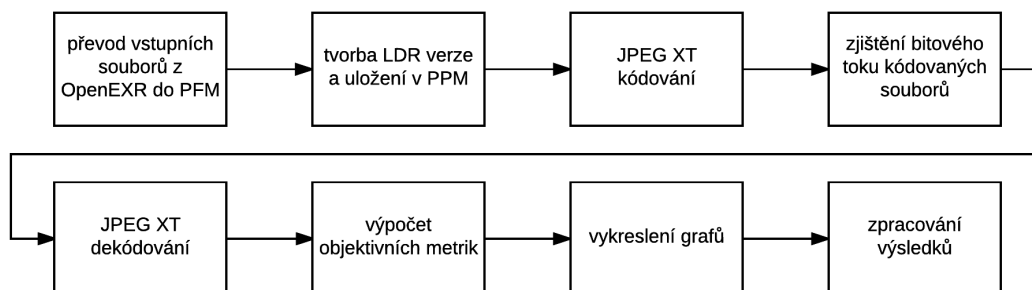 převod vstupních
souborů z
OpenEXR do PFM
tvorba LDR verze
a uložení v PPM
JPEG XT
kódování
zjištění bitového
toku kódovaných
souborů
JPEG XT
dekódování
výpočet
objektivních metrik
vykreslení grafů
zpracování
výsledků